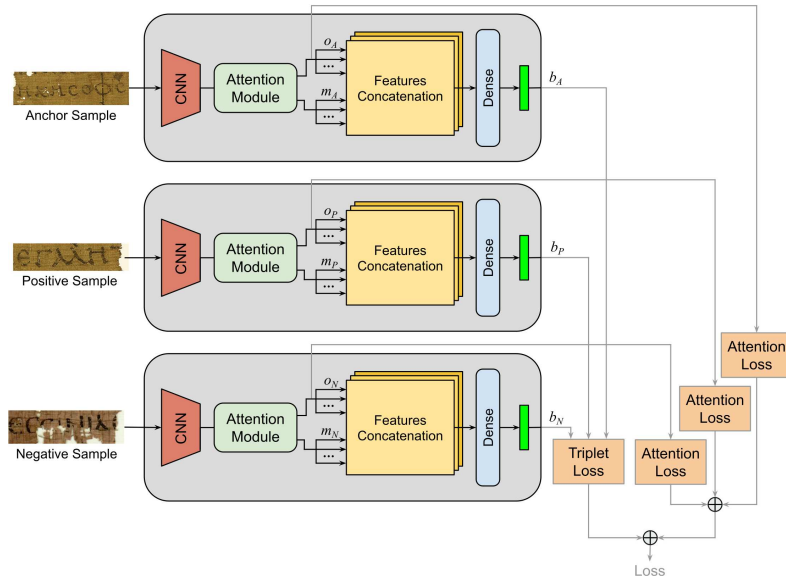 o_A
CNN
Attention
Module
...
m_A
...
Features
Concatenation
Dense
b_A
Anchor Sample
o_P
CNN
Attention
Module
...
m_P
...
Features
Concatenation
Dense
b_P
Positive Sample
o_N
CNN
Attention
Module
...
m_N
...
Features
Concatenation
Dense
b_N
Negative Sample
Triplet
Loss
Attention
Loss
Attention
Loss
Attention
Loss
Loss